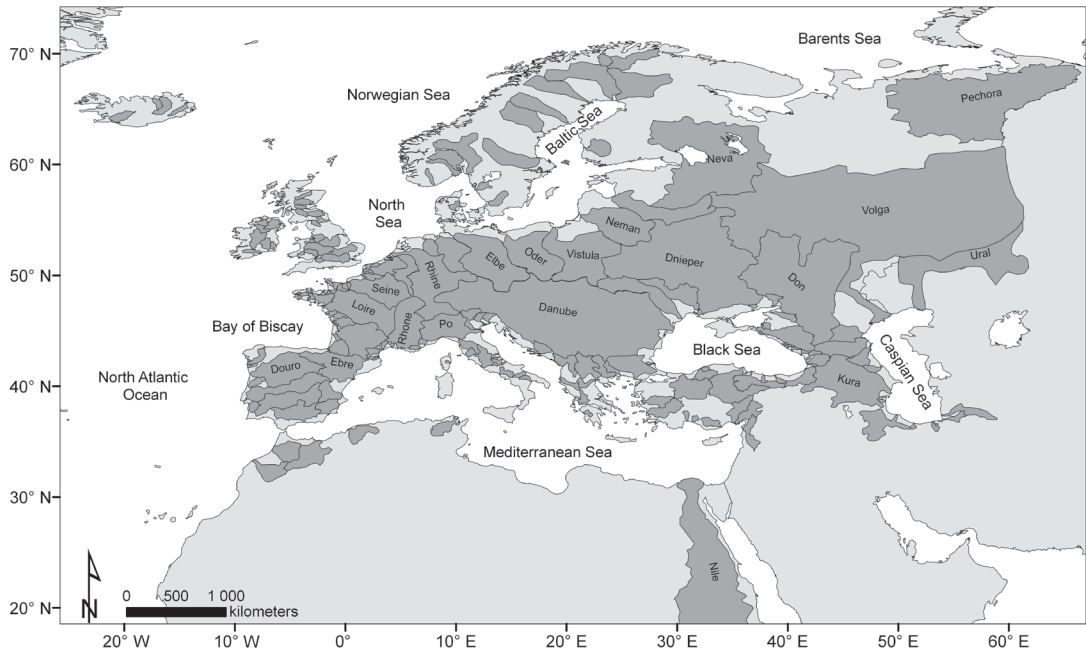 70° N
60° N
50° N
40° N
30° N
20° N
20° W
10° W
0°
10° E
20° E
30° E
40° E
50° E
60° E
Barents Sea
Norwegian Sea
Pechora
Baltic Sea
Neva
North
Sea
Volga
Neman
Ural
Elbe
Oder
Vistula
Dnieper
Rhine
Don
Seine
Loire
Danube
Rhone
Po
Bay of Biscay
Black Sea
Caspian Sea
Douro
Ebre
Kura
North Atlantic
Ocean
Mediterranean Sea
Nile
N
0 500 1 000
kilometers